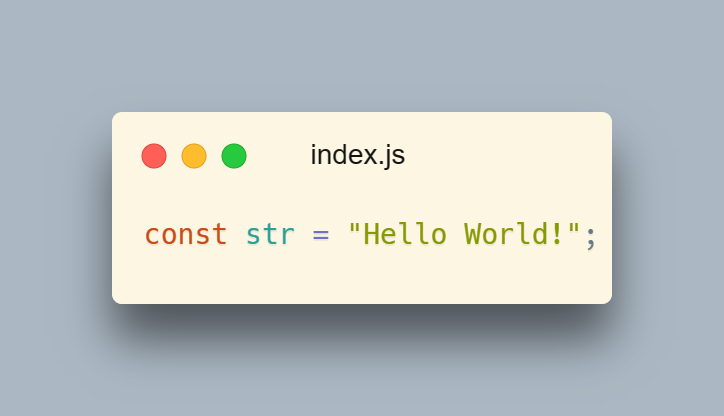 index.js
const str = "Hello World!";